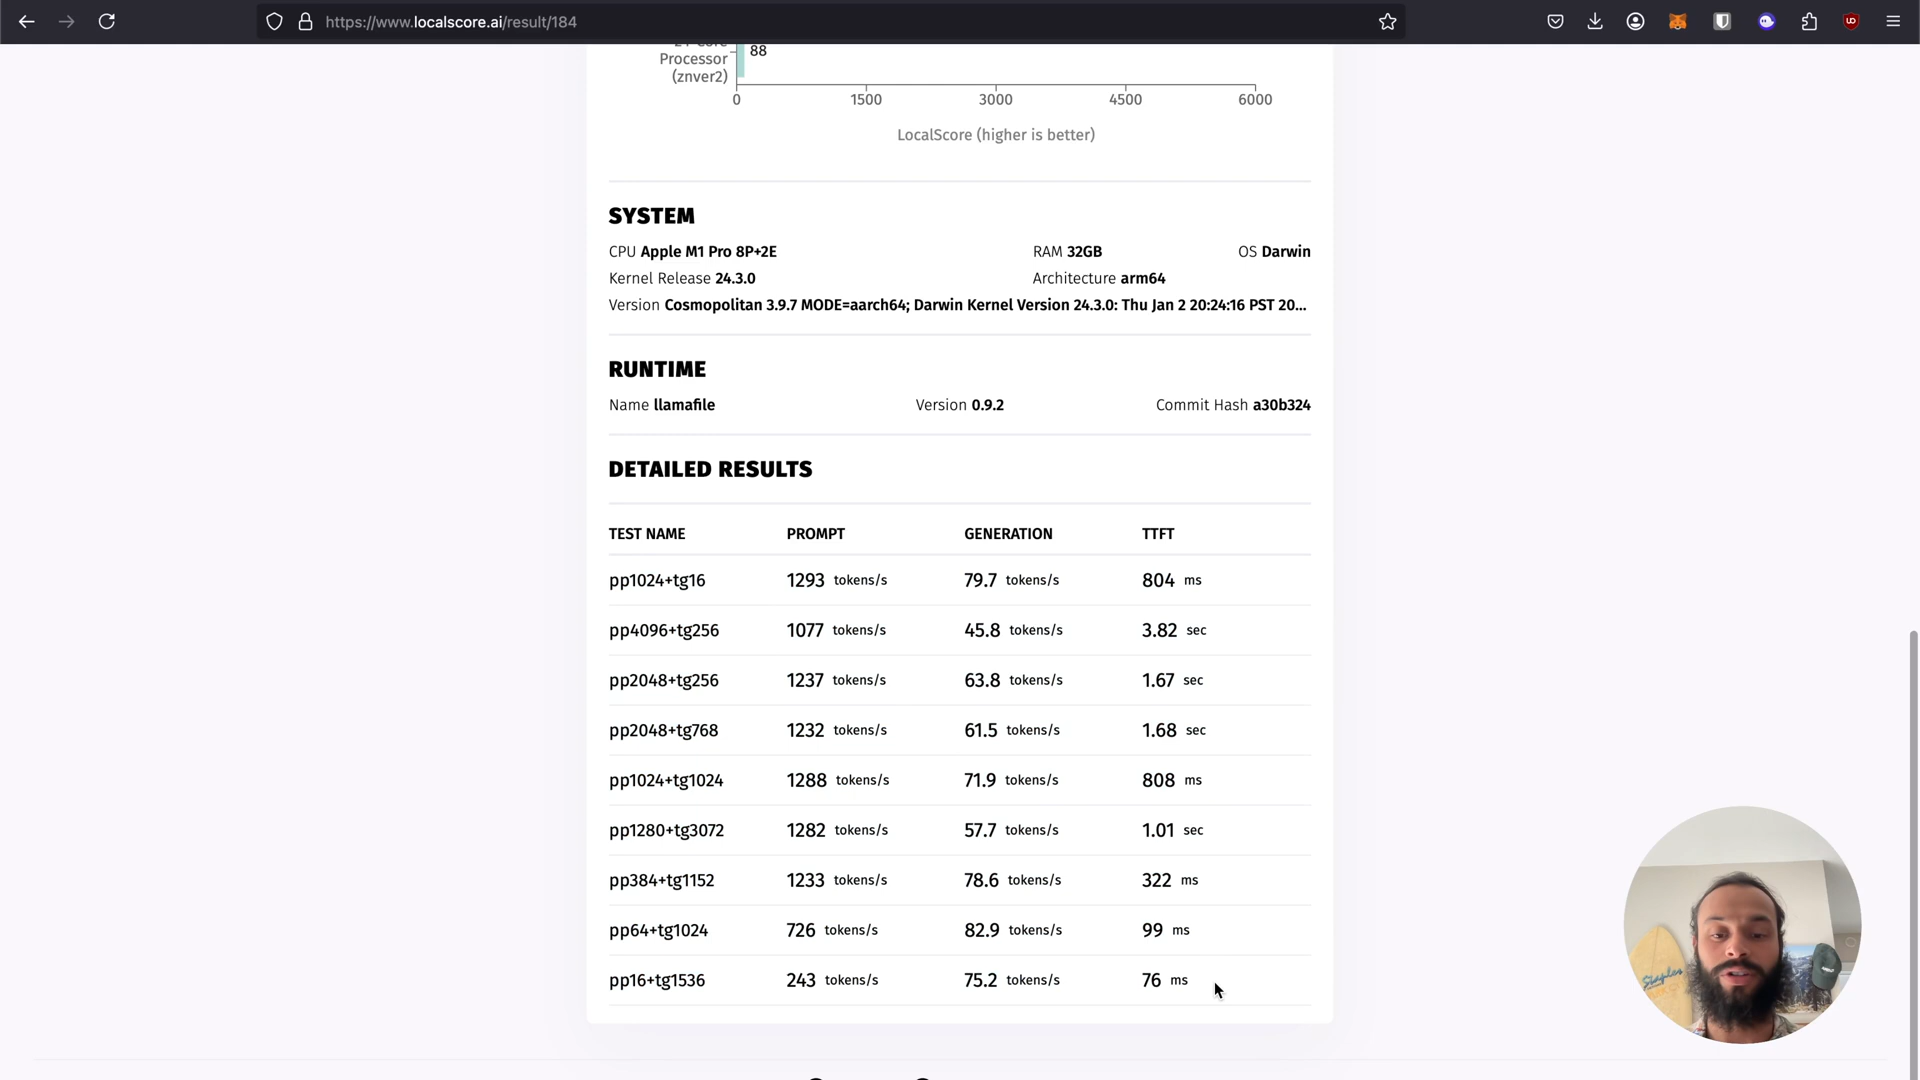 https://www.localscore.ai/result/184
88
Processor
(znver2)
0 1500 3000 4500 6000
LocalScore (higher is better)
SYSTEM
CPU Apple M1 Pro 8P+2E RAM 32GB OS Darwin
Kernel Release 24.3.0 Architecture arm64
Version Cosmopolitan 3.9.7 MODE=aarch64; Darwin Kernel Version 24.3.0: Thu Jan 2 20:24:16 PST 20...
RUNTIME
Name llamafile Version 0.9.2 Commit Hash a30b324
DETAILED RESULTS
TEST NAME PROMPT GENERATION TTFT
pp1024+tg16 1293 tokens/s 79.7 tokens/s 804 ms
pp4096+tg256 1077 tokens/s 45.8 tokens/s 3.82 sec
pp2048+tg256 1237 tokens/s 63.8 tokens/s 1.67 sec
pp2048+tg768 1232 tokens/s 61.5 tokens/s 1.68 sec
pp1024+tg1024 1288 tokens/s 71.9 tokens/s 808 ms
pp1280+tg3072 1282 tokens/s 57.7 tokens/s 1.01 sec
pp384+tg1152 1233 tokens/s 78.6 tokens/s 322 ms
pp64+tg1024 726 tokens/s 82.9 tokens/s 99 ms
pp16+tg1536 243 tokens/s 75.2 tokens/s 76 ms